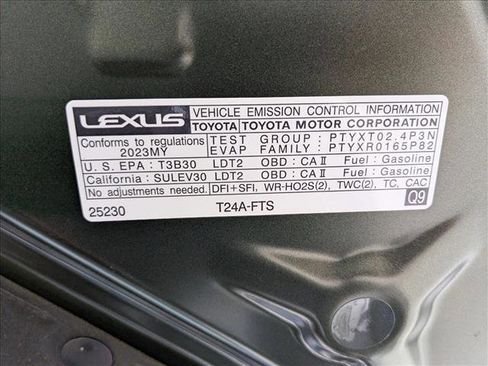 LEXUS VEHICLE EMISSION CONTROL INFORMATION
TOYOTA TOYOTA MOTOR CORPORATION
Conforms to regulations TEST GROUP : PTYXT02.4P3N
2023MY EVAP FAMILY : PTYXR0165P82
U.S. EPA : T3B30 LDT2 OBD : CA II Fuel : Gasoline
California : SULEV30 LDT2 OBD : CA II Fuel : Gasoline
No adjustments needed. DFI+SFI, WR-HO2S(2), TWC(2), TC, CAC
25230 T24A-FTS Q9